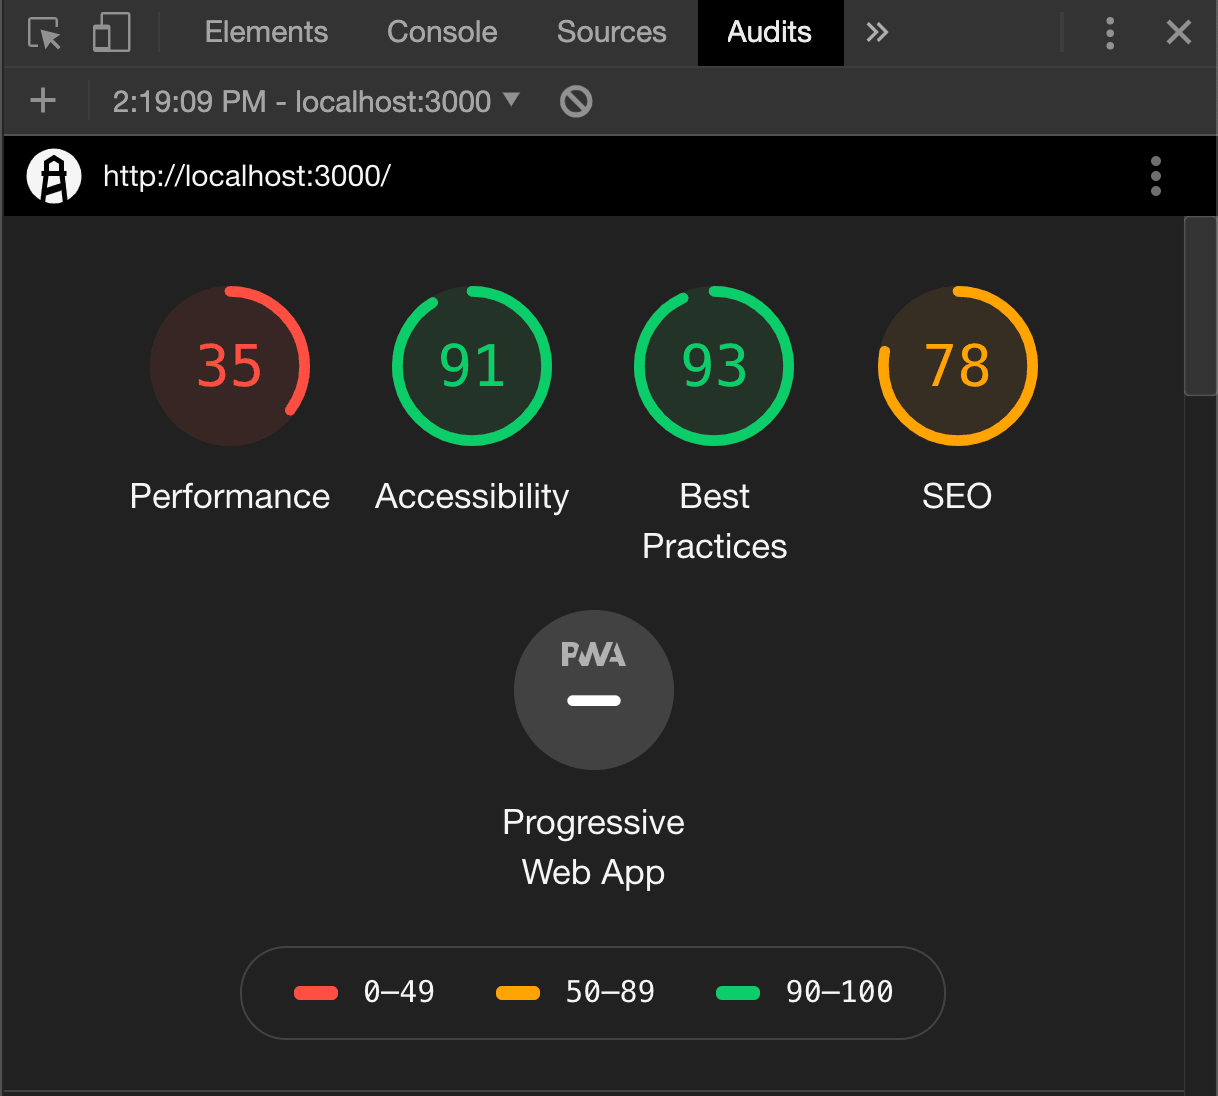 Elements Console Sources Audits
2:19:09 PM - localhost:3000
http://localhost:3000/
35 91 93 78
Performance Accessibility Best Practices SEO
PWA
Progressive
Web App
0–49 50–89 90–100